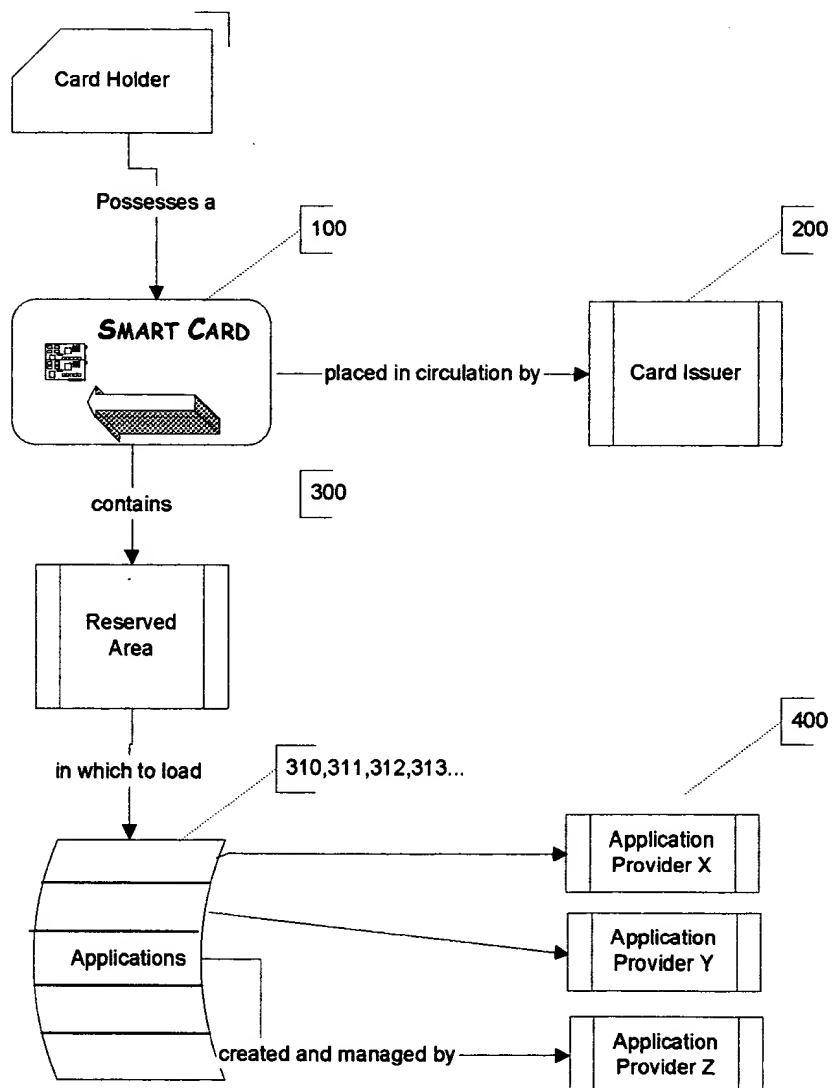 Card Holder
Possesses a
100
200
SMART CARD
placed in circulation by
Card Issuer
contains
300
Reserved
Area
400
in which to load
310,311,312,313...
Application
Provider X
Application
Provider Y
Applications
created and managed by
Application
Provider Z